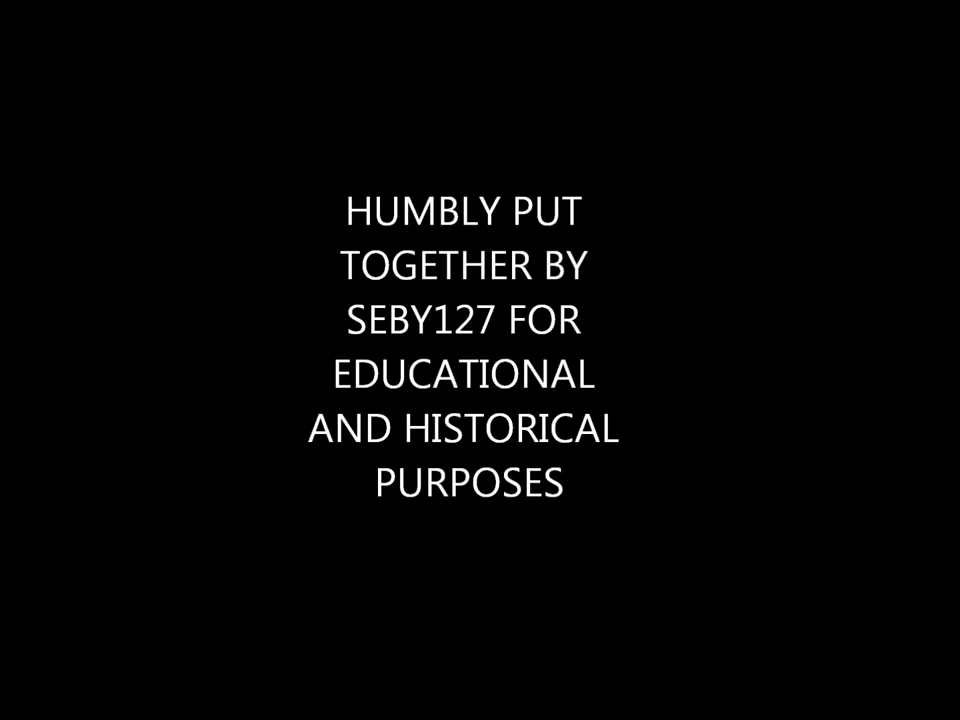 HUMBLY PUT
TOGETHER BY
SEBY127 FOR
EDUCATIONAL
AND HISTORICAL
PURPOSES